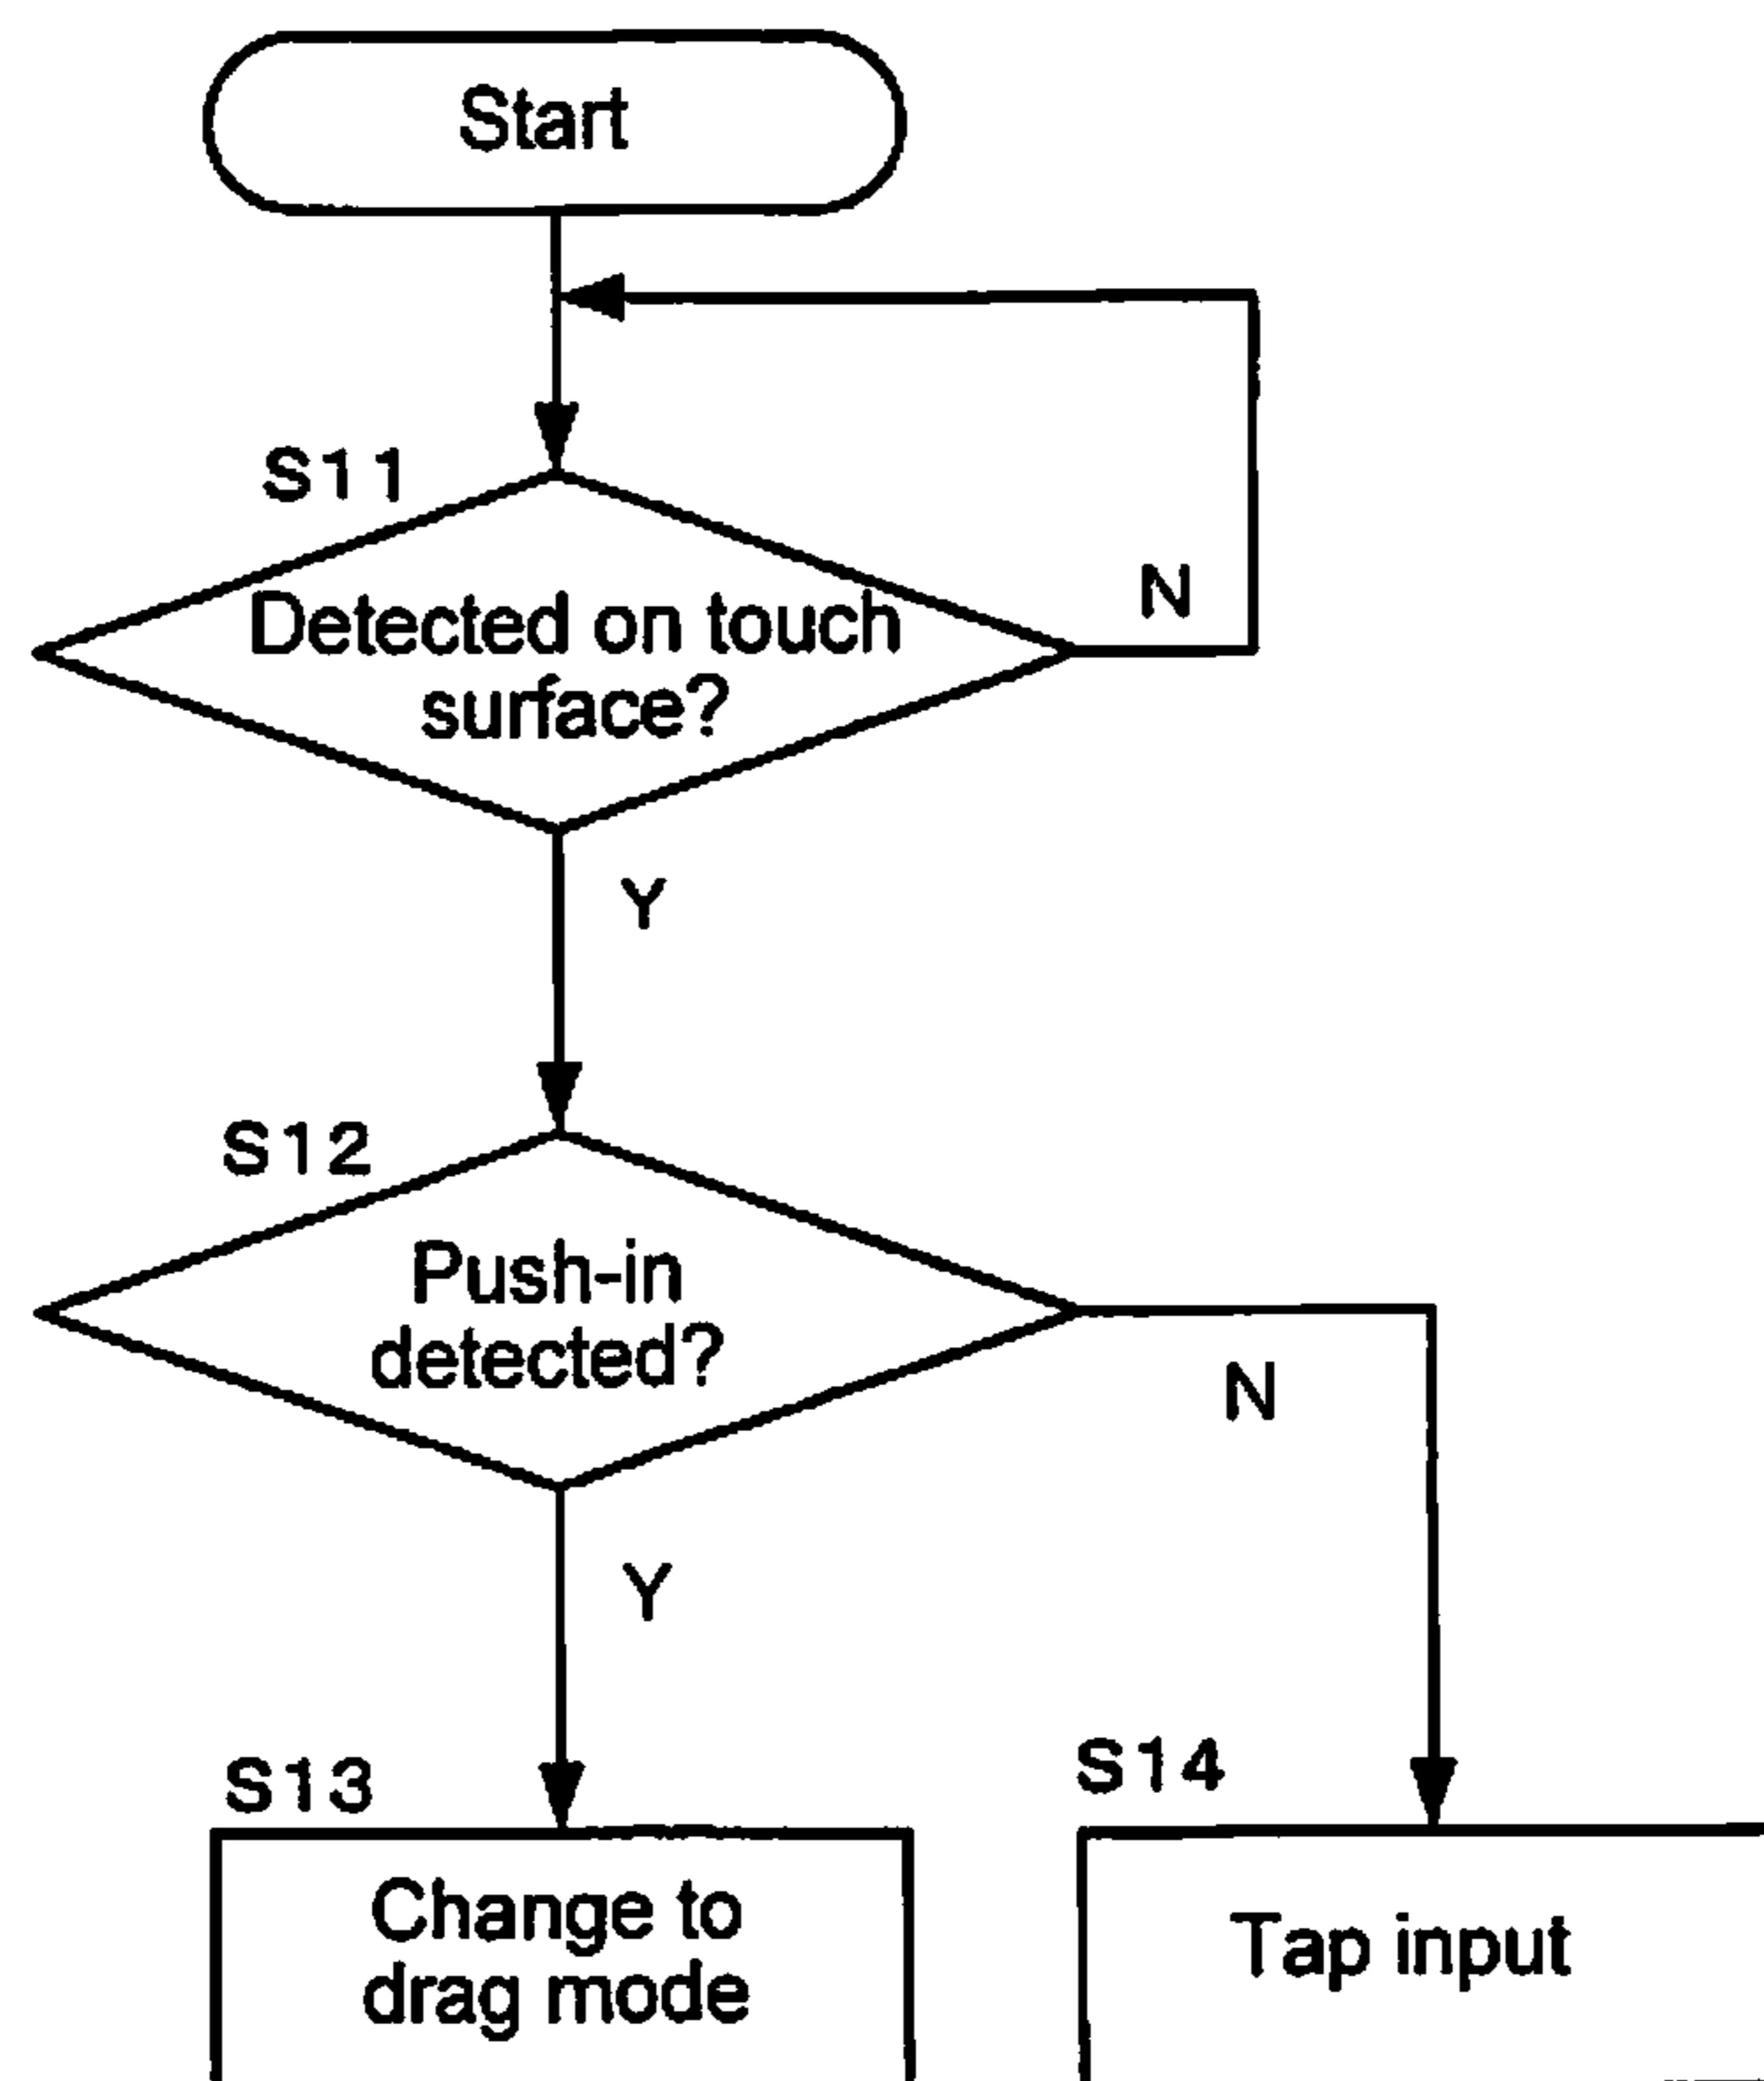 Start
S11
Detected on touch
surface?
N
Y
S12
Push-in
detected?
N
Y
S13
S14
Change to
drag mode
Tap input